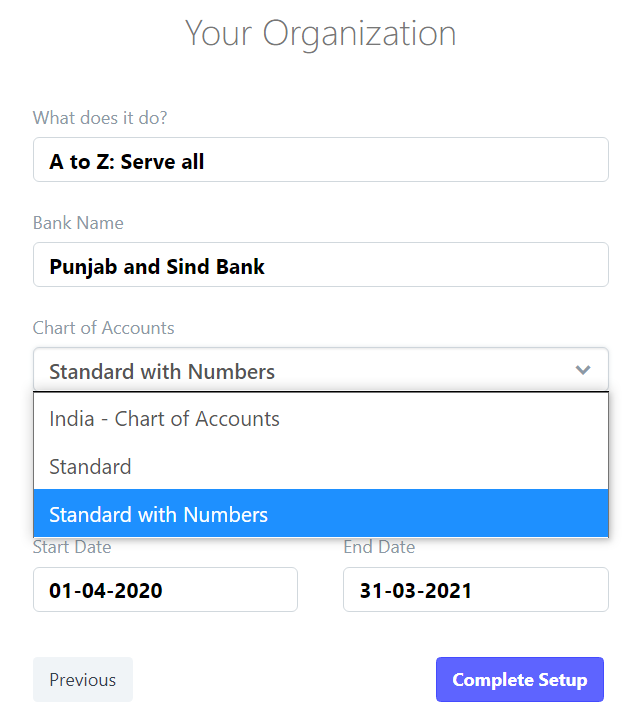 Your Organization
What does it do?
A to Z: Serve all
Bank Name
Punjab and Sind Bank
Chart of Accounts
Standard with Numbers
India - Chart of Accounts
Standard
Standard with Numbers
Start Date End Date
01-04-2020 31-03-2021
Previous Complete Setup